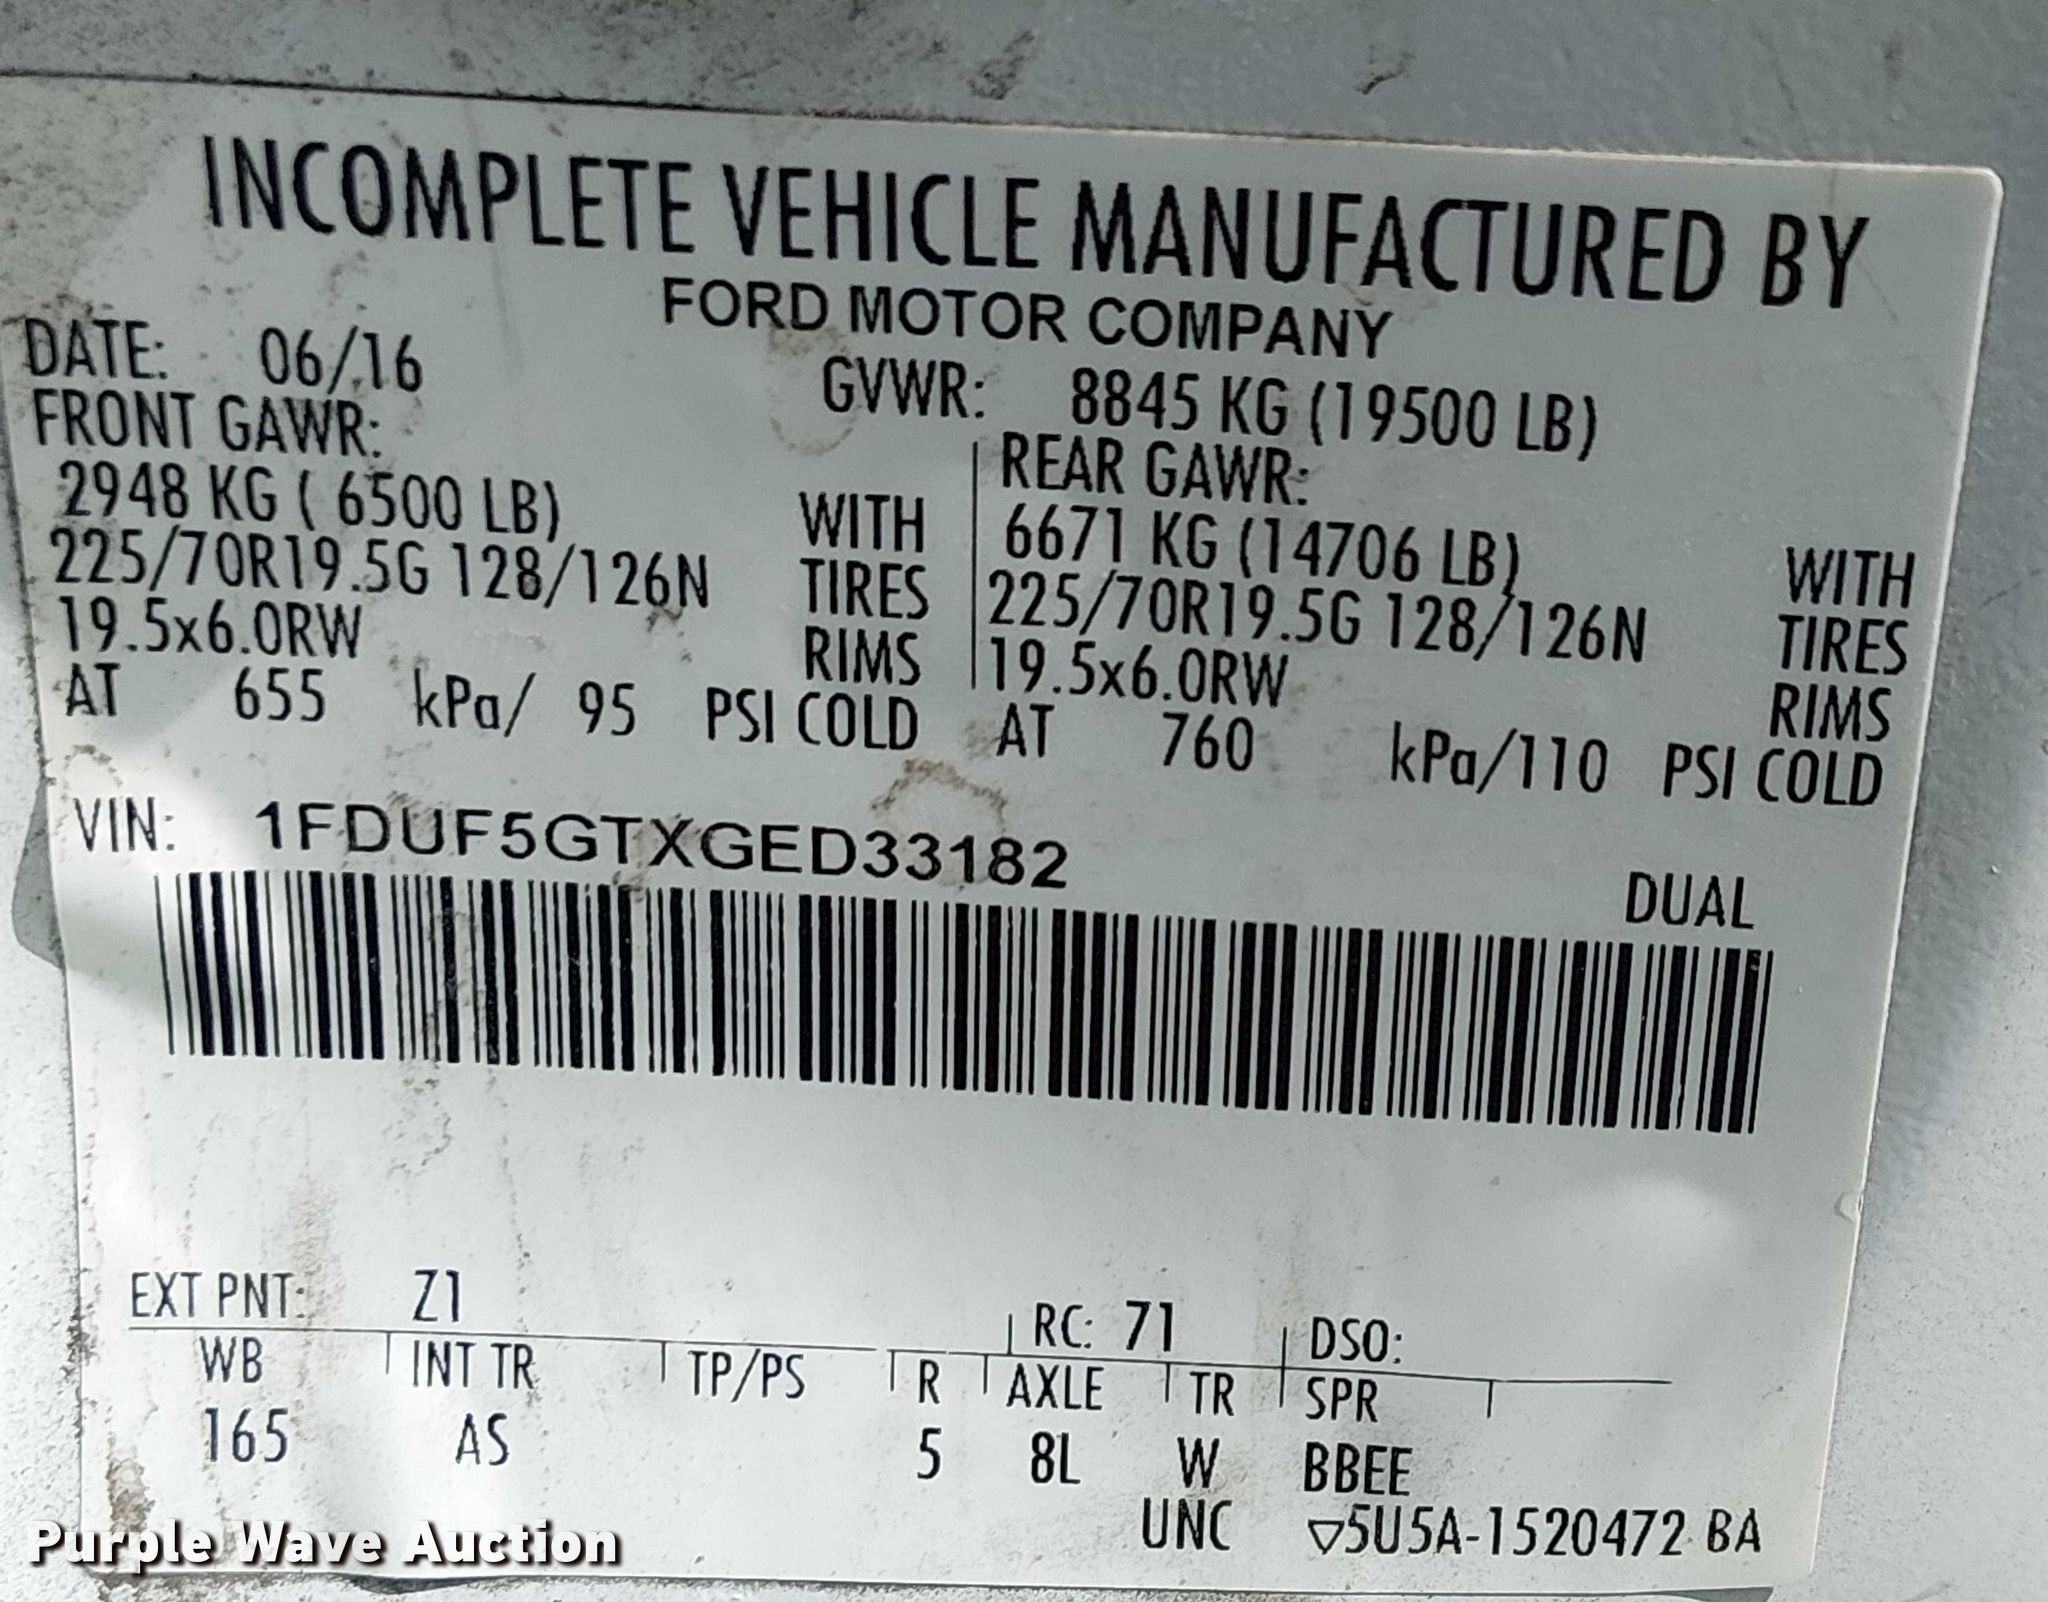 INCOMPLETE VEHICLE MANUFACTURED BY
FORD MOTOR COMPANY
DATE: 06/16 GVWR: 8845 KG (19500 LB)
FRONT GAWR: REAR GAWR:
2948 KG ( 6500 LB) WITH 6671 KG (14706 LB) WITH
225/70R19.5G 128/126N TIRES 225/70R19.5G 128/126N TIRES
19.5x6.0RW RIMS 19.5x6.0RW RIMS
AT 655 kPa/ 95 PSI COLD AT 760 kPa/110 PSI COLD
VIN: 1FDUF5GTXGED33182
DUAL
EXT PNT: Z1 RC: 71 DSO:
WB INT TR TP/PS R AXLE TR SPR
165 AS 5 8L W BBEE
UNC ▽5U5A-1520472 BA
Purple Wave Auction